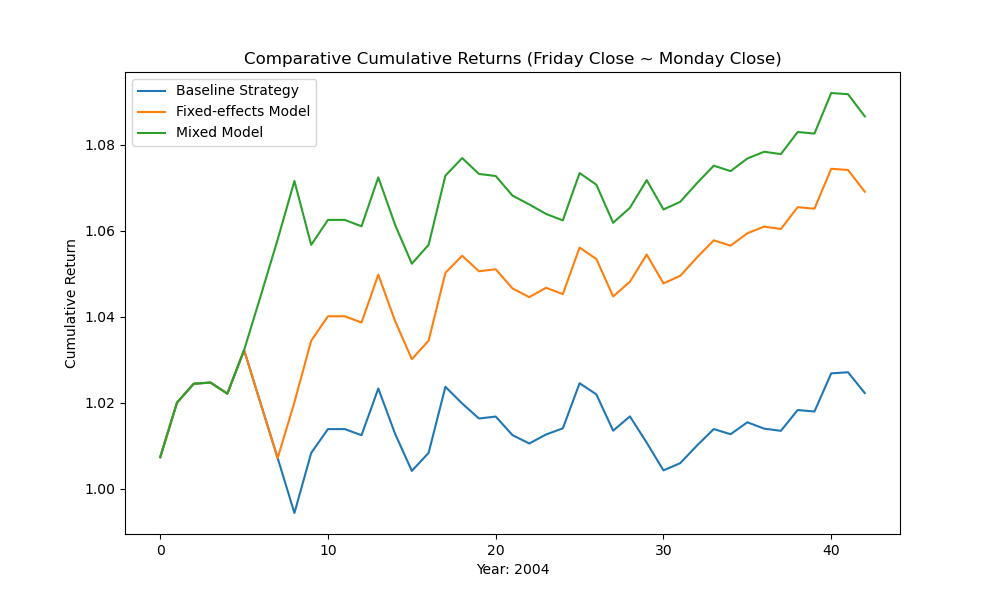 Comparative Cumulative Returns (Friday Close ~ Monday Close)
Baseline Strategy
Fixed-effects Model
Mixed Model
Cumulative Return
1.08
1.06
1.04
1.02
1.00
0 10 20 30 40
Year: 2004